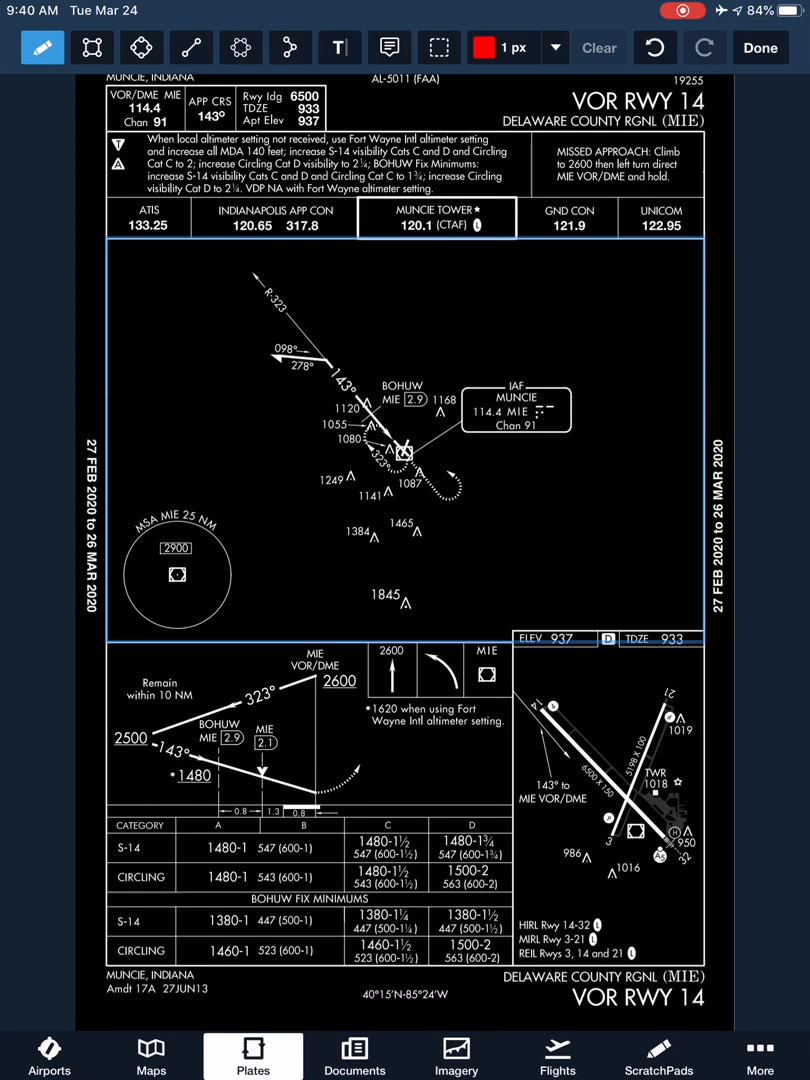 9:40 AM Tue Mar 24
84%
T
1 px
Clear
Done
MUNCIE, INDIANA
AL-5011 (FAA)
19255
VOR/DME MIE
114.4
Chan 91
APP CRS
143°
Rwy ldg 6500
TDZE 933
Apt Elev 937
VOR RWY 14
DELAWARE COUNTY RGNL (MIE)
T
A
When local altimeter setting not received, use Fort Wayne Intl altimeter setting
and increase all MDA 140 feet; increase S-14 visibility Cats C and D and Circling
Cat C to 2; increase Circling Cat D visibility to 2¼; BOHUW Fix Minimums:
increase S-14 visibility Cats C and D and Circling Cat C to 1¾; increase Circling
visibility Cat D to 2¼. VDP NA with Fort Wayne altimeter setting.
MISSED APPROACH: Climb
to 2600 then left turn direct
MIE VOR/DME and hold.
ATIS
133.25
INDIANAPOLIS APP CON
120.65 317.8
MUNCIE TOWER★
120.1 (CTAF) L
GND CON
121.9
UNICOM
122.95
R-323
098°
278°
143°
BOHUW
MIE 2.9
1168
1120
1055
1080
323°
IAF
MUNCIE
114.4 MIE
Chan 91
1249
1087
1141
1384
1465
1845
MSA MIE 25 NM
2900
27 FEB 2020 to 26 MAR 2020
27 FEB 2020 to 26 MAR 2020
ELEV 937
D
TDZE 933
Remain
within 10 NM
MIE
VOR/DME
2600
323°
2500
143°
BOHUW
MIE 2.9
MIE
2.1
*1480
0.8
1.3
0.8
2600
MIE
*1620 when using Fort
Wayne Intl altimeter setting.
21
P
P
1019
6500 X 150
5198 X 100
TWR
1018
143° to
MIE VOR/DME
P
3
H
950
A5
32
986
1016
HIRL Rwy 14-32 L
MIRL Rwy 3-21 L
REIL Rwys 3, 14 and 21 L
CATEGORY A B C D
S-14 1480-1 547 (600-1) 1480-1½ 547 (600-1½) 1480-1¾ 547 (600-1¾)
CIRCLING 1480-1 543 (600-1) 1480-1½ 543 (600-1½) 1500-2 563 (600-2)
BOHUW FIX MINIMUMS
S-14 1380-1 447 (500-1) 1380-1¼ 447 (500-1¼) 1380-1½ 447 (500-1½)
CIRCLING 1460-1 523 (600-1) 1460-1½ 523 (600-1½) 1500-2 563 (600-2)
MUNCIE, INDIANA
Amdt 17A 27JUN13
40°15'N-85°24'W
DELAWARE COUNTY RGNL (MIE)
VOR RWY 14
Airports
Maps
Plates
Documents
Imagery
Flights
ScratchPads
More